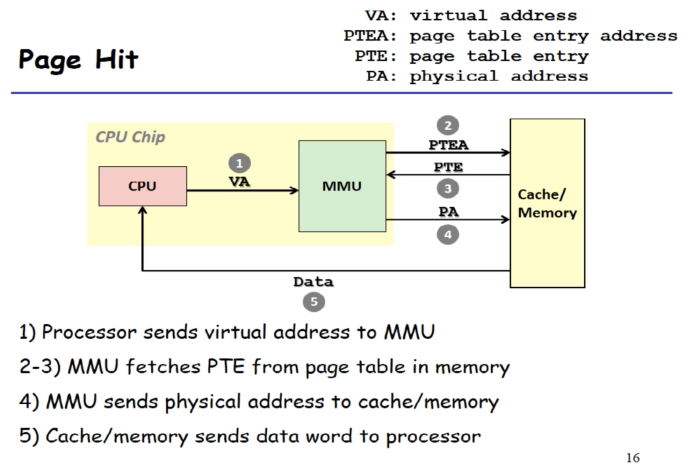 VA: virtual address
PTEA: page table entry address
PTE: page table entry
PA: physical address
Page Hit
CPU Chip
2
PTEA
1
VA
PTE
CPU
MMU
3
Cache/
Memory
PA
4
Data
5
1) Processor sends virtual address to MMU
2-3) MMU fetches PTE from page table in memory
4) MMU sends physical address to cache/memory
5) Cache/memory sends data word to processor
16